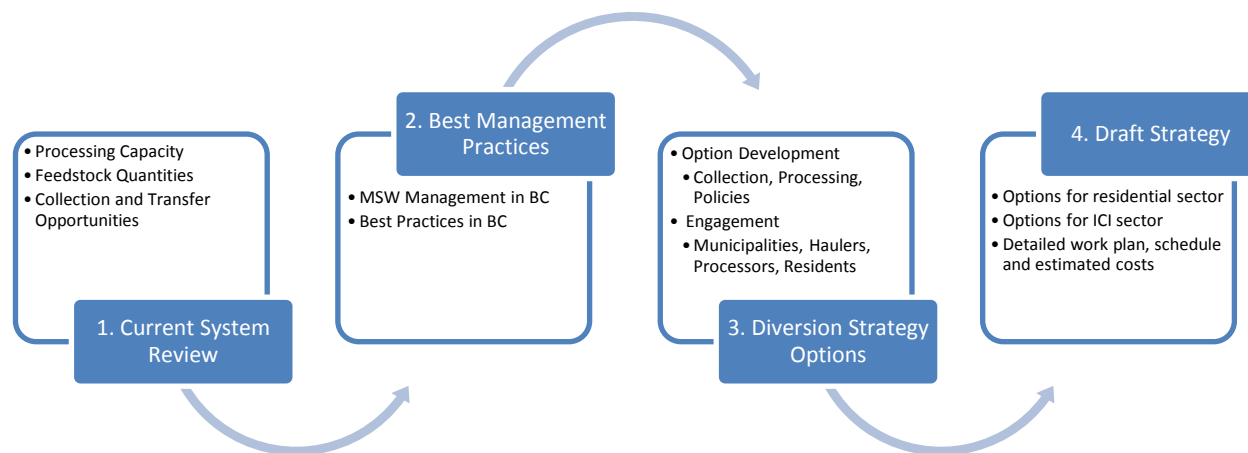 • Processing Capacity
• Feedstock Quantities
• Collection and Transfer
Opportunities
1. Current System
Review
2. Best Management
Practices
• MSW Management in BC
• Best Practices in BC
• Option Development
• Collection, Processing,
Policies
• Engagement
• Municipalities, Haulers,
Processors, Residents
3. Diversion Strategy
Options
4. Draft Strategy
• Options for residential sector
• Options for ICI sector
• Detailed work plan, schedule
and estimated costs